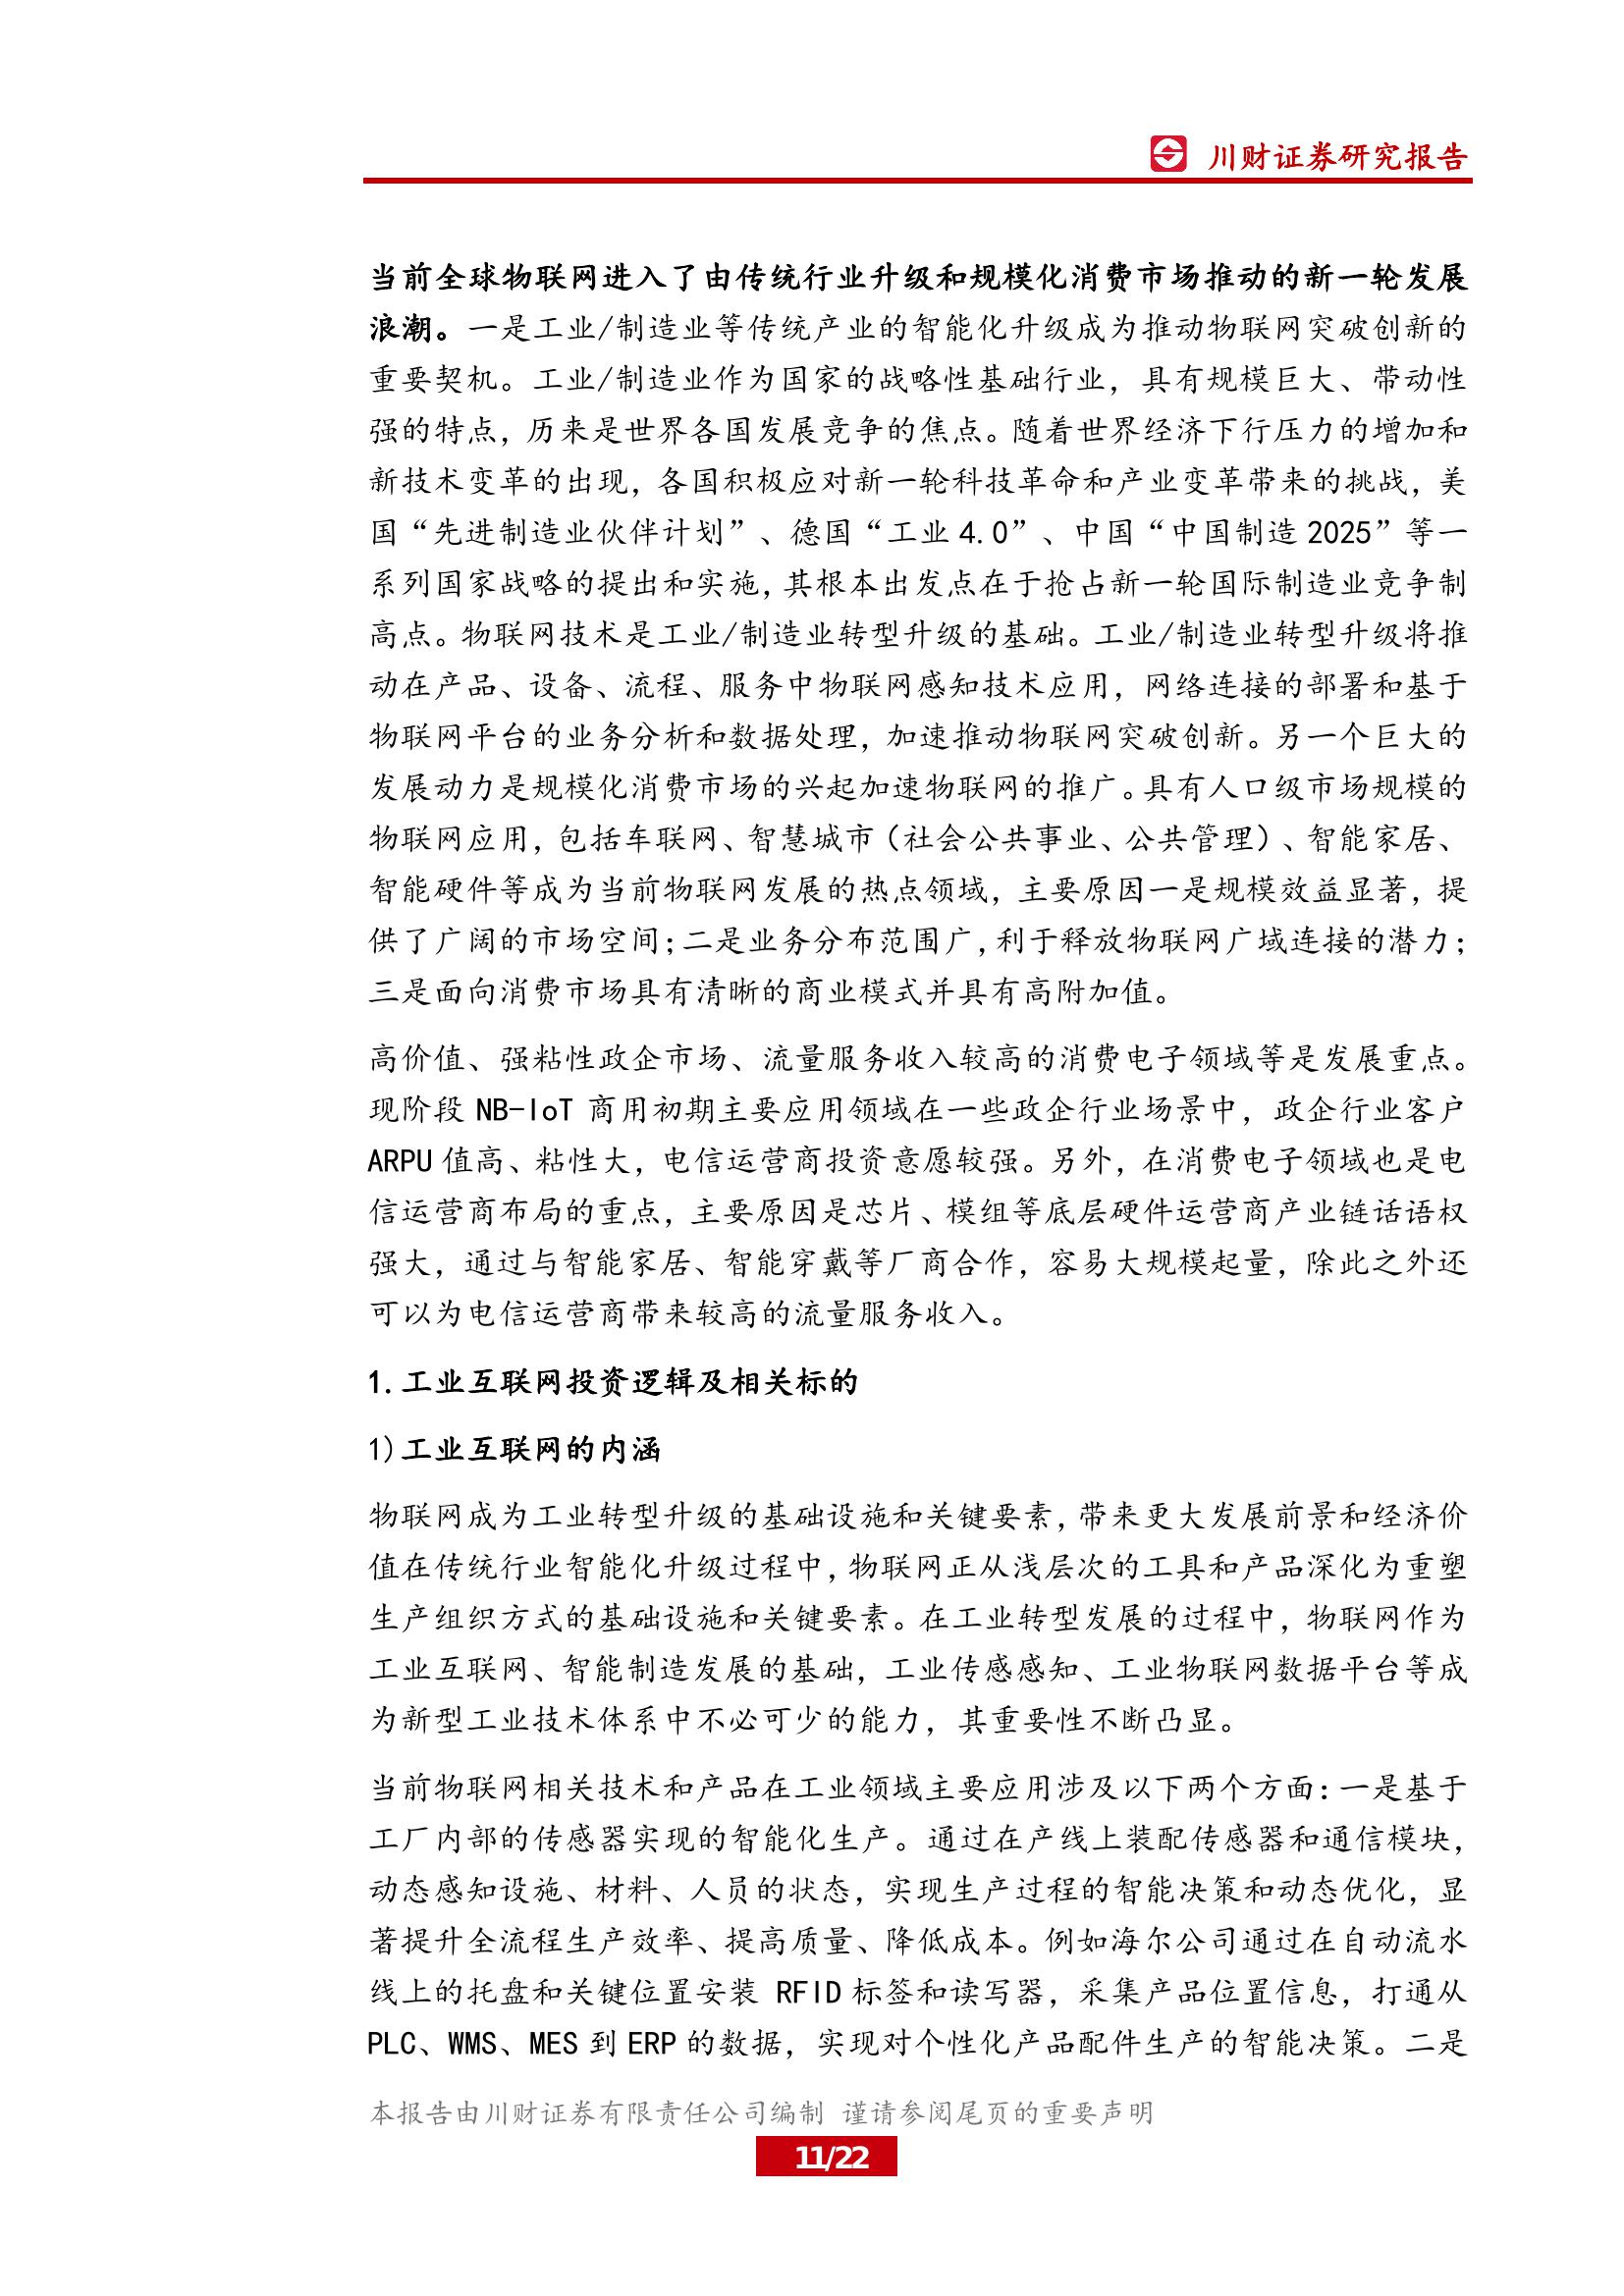 川财证券研究报告
当前全球物联网进入了由传统行业升级和规模化消费市场推动的新一轮发展
浪潮。一是工业/制造业等传统产业的智能化升级成为推动物联网突破创新的
重要契机。工业/制造业作为国家的战略性基础行业，具有规模巨大、带动性
强的特点，历来是世界各国发展竞争的焦点。随着世界经济下行压力的增加和
新技术变革的出现，各国积极应对新一轮科技革命和产业变革带来的挑战，美
国“先进制造业伙伴计划”、德国“工业 4.0”、中国“中国制造 2025”等一
系列国家战略的提出和实施，其根本出发点在于抢占新一轮国际制造业竞争制
高点。物联网技术是工业/制造业转型升级的基础。工业/制造业转型升级将推
动在产品、设备、流程、服务中物联网感知技术应用，网络连接的部署和基于
物联网平台的业务分析和数据处理，加速推动物联网突破创新。另一个巨大的
发展动力是规模化消费市场的兴起加速物联网的推广。具有人口级市场规模的
物联网应用，包括车联网、智慧城市（社会公共事业、公共管理）、智能家居、
智能硬件等成为当前物联网发展的热点领域，主要原因一是规模效益显著，提
供了广阔的市场空间；二是业务分布范围广，利于释放物联网广域连接的潜力；
三是面向消费市场具有清晰的商业模式并具有高附加值。
高价值、强粘性政企市场、流量服务收入较高的消费电子领域等是发展重点。
现阶段 NB-IoT 商用初期主要应用领域在一些政企行业场景中，政企行业客户
ARPU 值高、粘性大，电信运营商投资意愿较强。另外，在消费电子领域也是电
信运营商布局的重点，主要原因是芯片、模组等底层硬件运营商产业链话语权
强大，通过与智能家居、智能穿戴等厂商合作，容易大规模起量，除此之外还
可以为电信运营商带来较高的流量服务收入。
1.工业互联网投资逻辑及相关标的
1)工业互联网的内涵
物联网成为工业转型升级的基础设施和关键要素，带来更大发展前景和经济价
值在传统行业智能化升级过程中，物联网正从浅层次的工具和产品深化为重塑
生产组织方式的基础设施和关键要素。在工业转型发展的过程中，物联网作为
工业互联网、智能制造发展的基础，工业传感感知、工业物联网数据平台等成
为新型工业技术体系中不必可少的能力，其重要性不断凸显。
当前物联网相关技术和产品在工业领域主要应用涉及以下两个方面：一是基于
工厂内部的传感器实现的智能化生产。通过在产线上装配传感器和通信模块，
动态感知设施、材料、人员的状态，实现生产过程的智能决策和动态优化，显
著提升全流程生产效率、提高质量、降低成本。例如海尔公司通过在自动流水
线上的托盘和关键位置安装 RFID 标签和读写器，采集产品位置信息，打通从
PLC、WMS、MES 到 ERP 的数据，实现对个性化产品配件生产的智能决策。二是
本报告由川财证券有限责任公司编制 谨请参阅尾页的重要声明
11/22